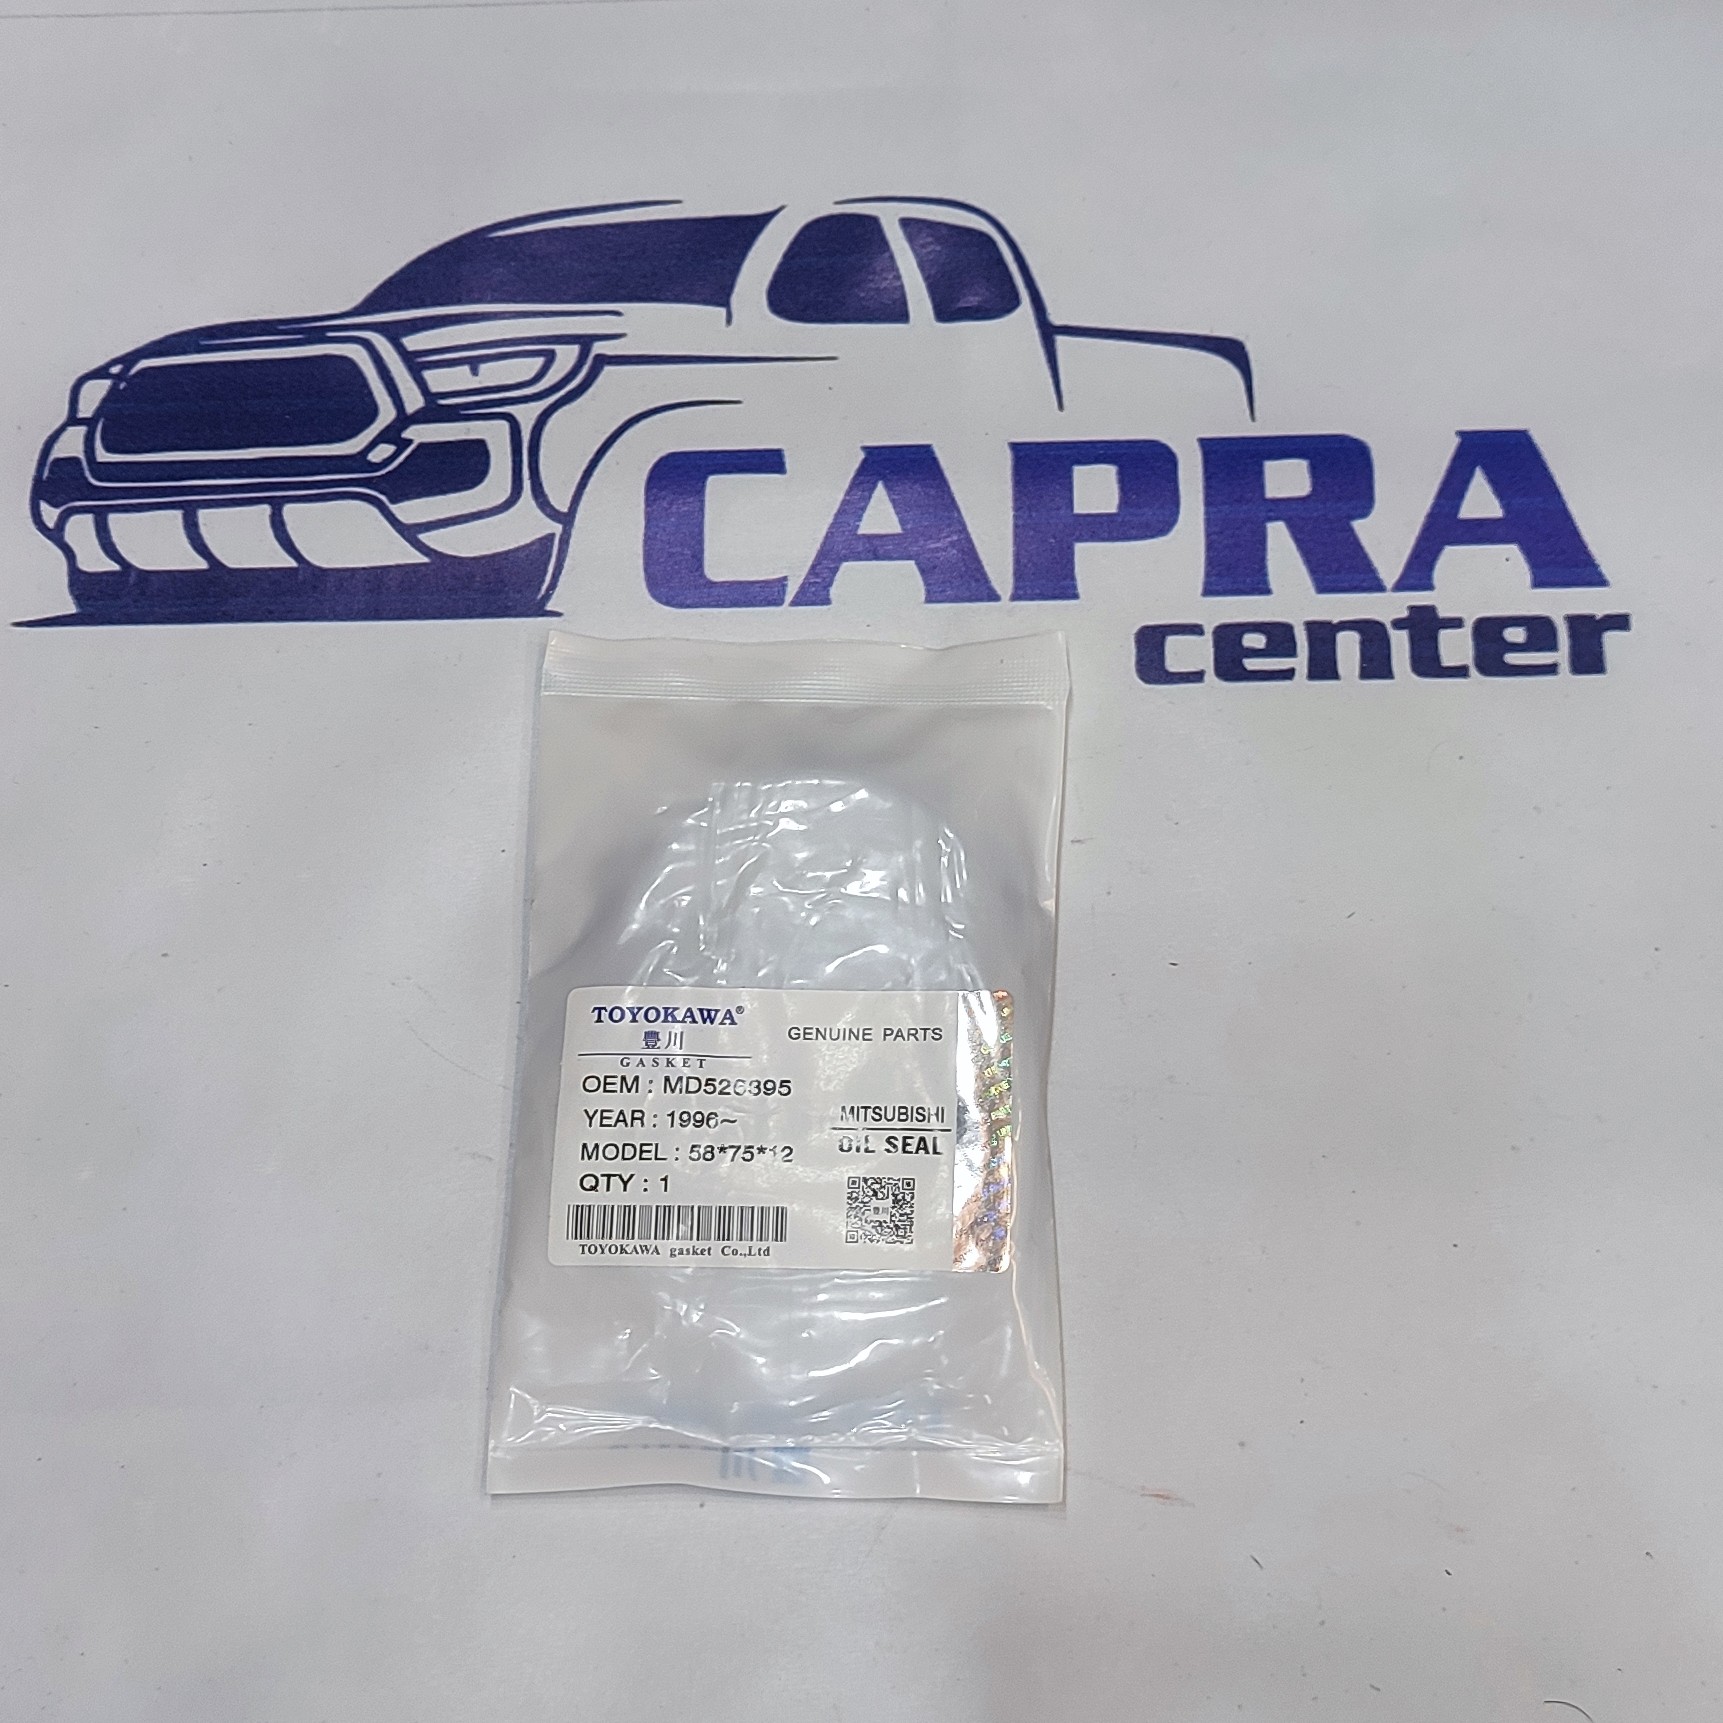 CAPRA
center
TOYOKAWA®
豐川
GASKET
GENUINE PARTS
OEM : MD526395
YEAR : 1996~
MODEL : 58*75*12
QTY : 1
MITSUBISHI
OIL SEAL
TOYOKAWA gasket Co.,Ltd